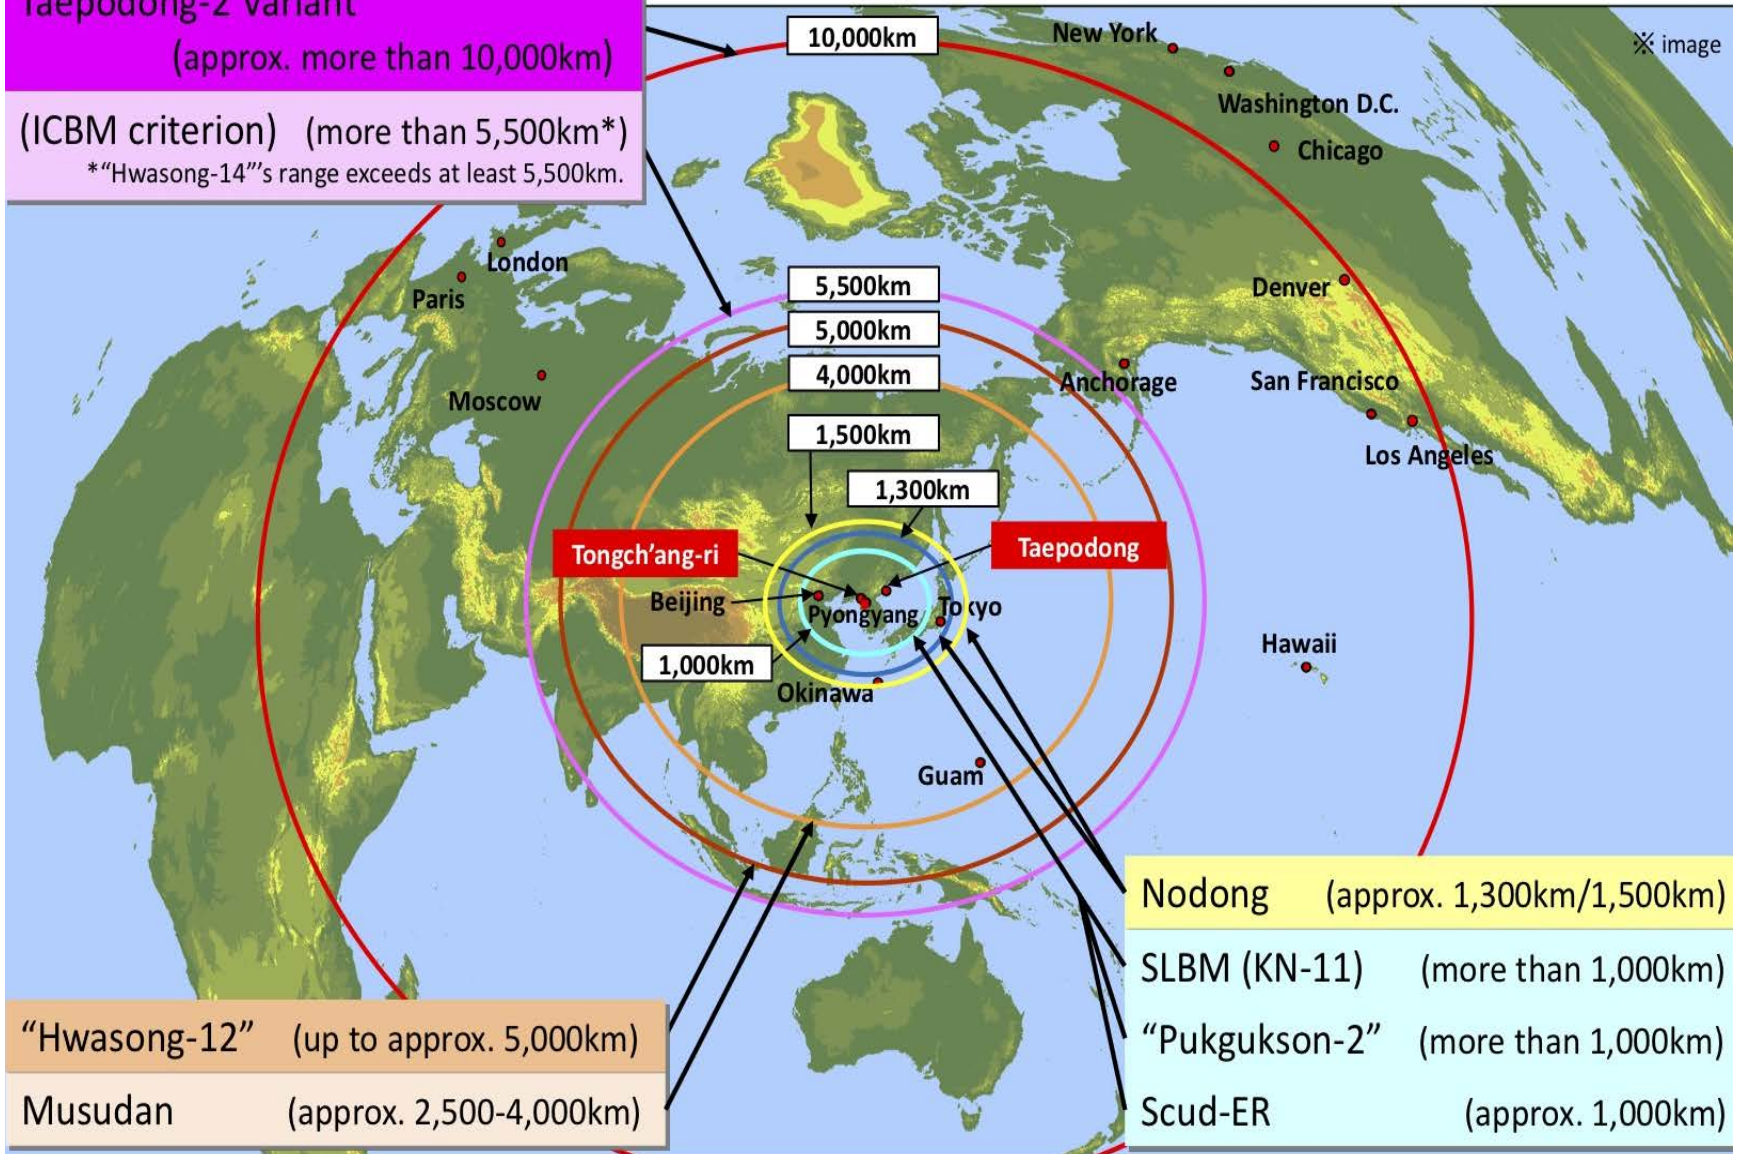 Taepodong-2 Variant
(approx. more than 10,000km)
(ICBM criterion) (more than 5,500km*)
*“Hwasong-14”’s range exceeds at least 5,500km.
10,000km
New York
※ image
Washington D.C.
Chicago
London
Paris
5,500km
Denver
5,000km
4,000km
Anchorage
San Francisco
Moscow
1,500km
Los Angeles
1,300km
Tongch’ang-ri
Taepodong
Beijing
Pyongyang
Tokyo
1,000km
Hawaii
Okinawa
Guam
Nodong (approx. 1,300km/1,500km)
SLBM (KN-11) (more than 1,000km)
“Pukgukson-2” (more than 1,000km)
Scud-ER (approx. 1,000km)
“Hwasong-12” (up to approx. 5,000km)
Musudan (approx. 2,500-4,000km)